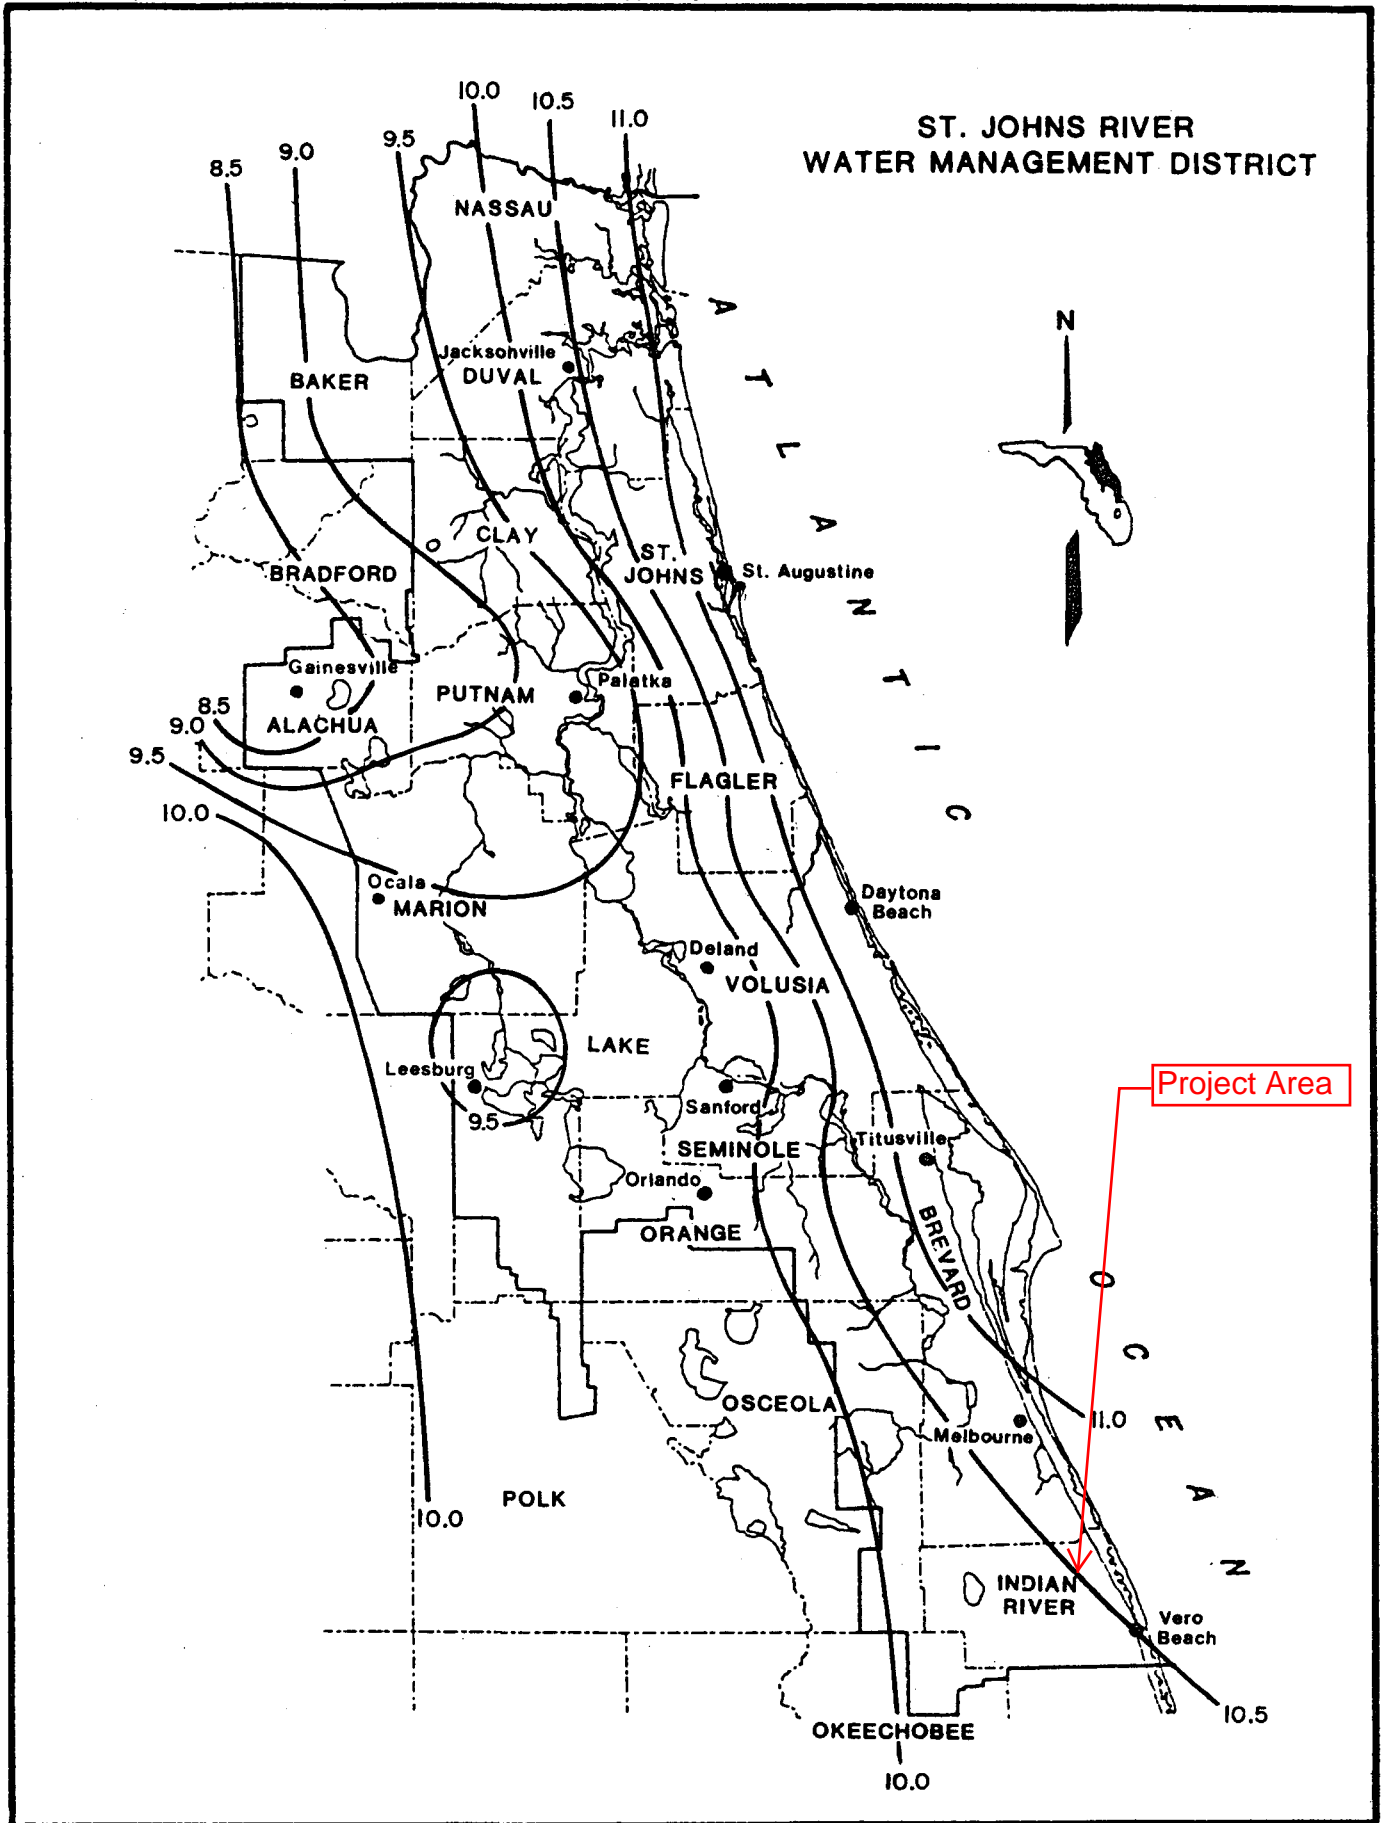 ST. JOHNS RIVER
WATER MANAGEMENT DISTRICT
10.0
10.5
11.0
9.5
9.0
8.5
NASSAU
N
A
T
L
A
N
T
I
C
Jacksonville
DUVAL
BAKER
CLAY
ST.
JOHNS
St. Augustine
BRADFORD
Gainesville
PUTNAM
Palatka
8.5
ALACHUA
9.0
9.5
FLAGLER
10.0
Ocala
MARION
Daytona
Beach
Deland
VOLUSIA
LAKE
Leesburg
9.5
Sanford
Project Area
SEMINOLE
Titusville
Orlando
ORANGE
BREVARD
O
C
E
A
N
OSCEOLA
11.0
Melbourne
POLK
10.0
INDIAN
RIVER
Vero
Beach
10.5
OKEECHOBEE
10.0